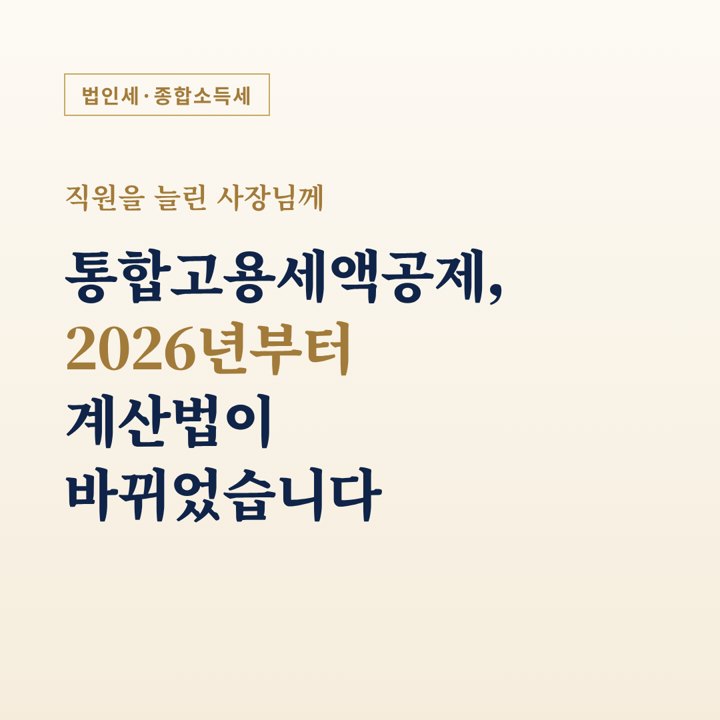 법인세·종합소득세
직원을 늘린 사장님께
통합고용세액공제,
2026년부터
계산법이
바뀌었습니다